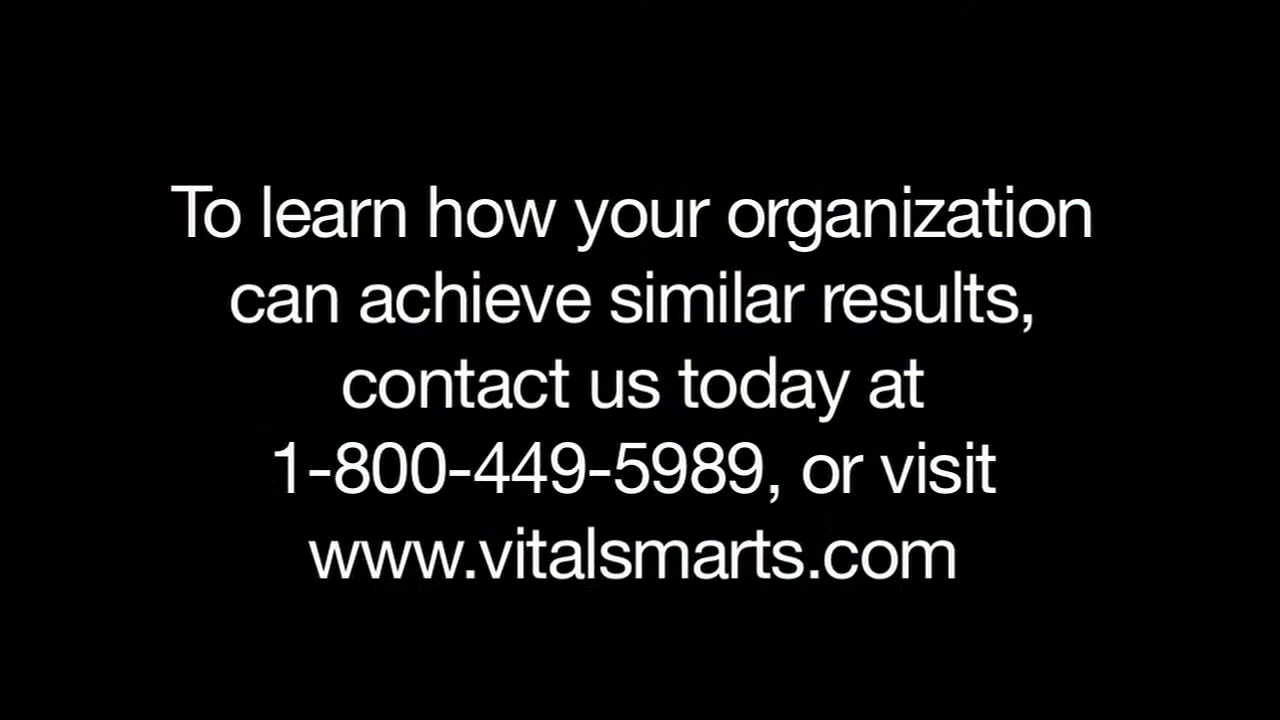 To learn how your organization
can achieve similar results,
contact us today at
1-800-449-5989, or visit
www.vitalsmarts.com